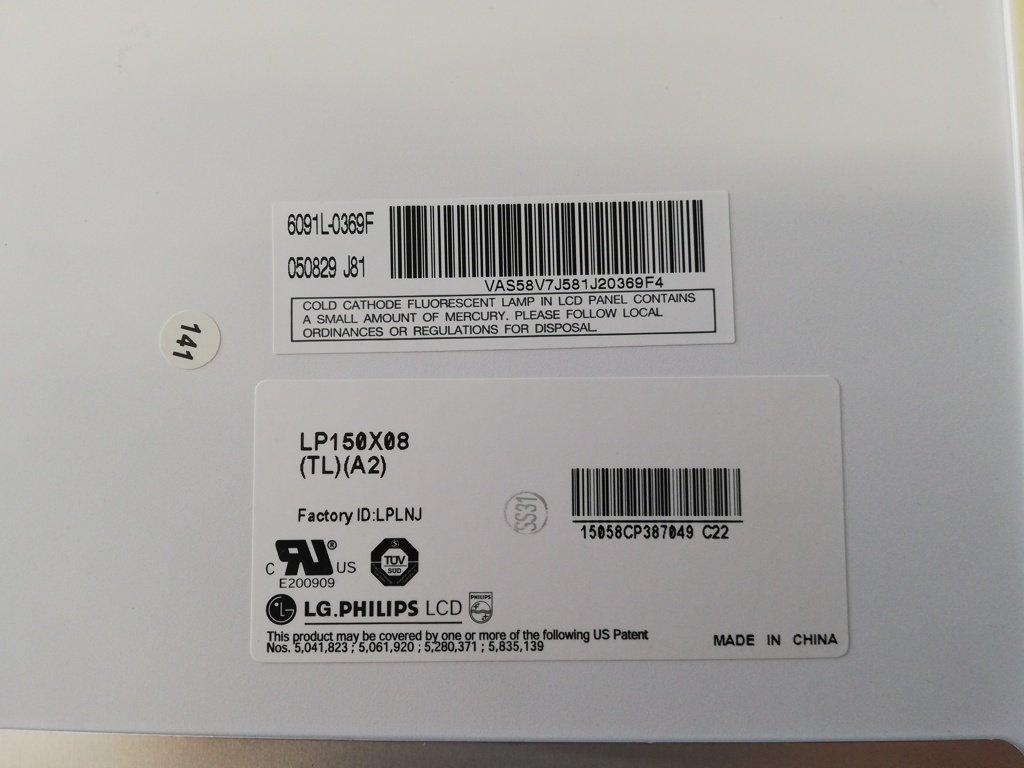 6091L-0369F
050829 J81
VAS58V7J581J20369F4
COLD CATHODE FLUORESCENT LAMP IN LCD PANEL CONTAINS
A SMALL AMOUNT OF MERCURY. PLEASE FOLLOW LOCAL
ORDINANCES OR REGULATIONS FOR DISPOSAL.
141
LP150X08
(TL)(A2)
Factory ID:LPLNJ
SS31
15058CP387049 C22
C RU ® US
E200909
S
TÜV
SÜD
LG.PHILIPS LCD
PHILIPS
This product may be covered by one or more of the following US Patent
Nos. 5,041,823 ; 5,061,920 ; 5,280,371 ; 5,835,139
MADE IN CHINA